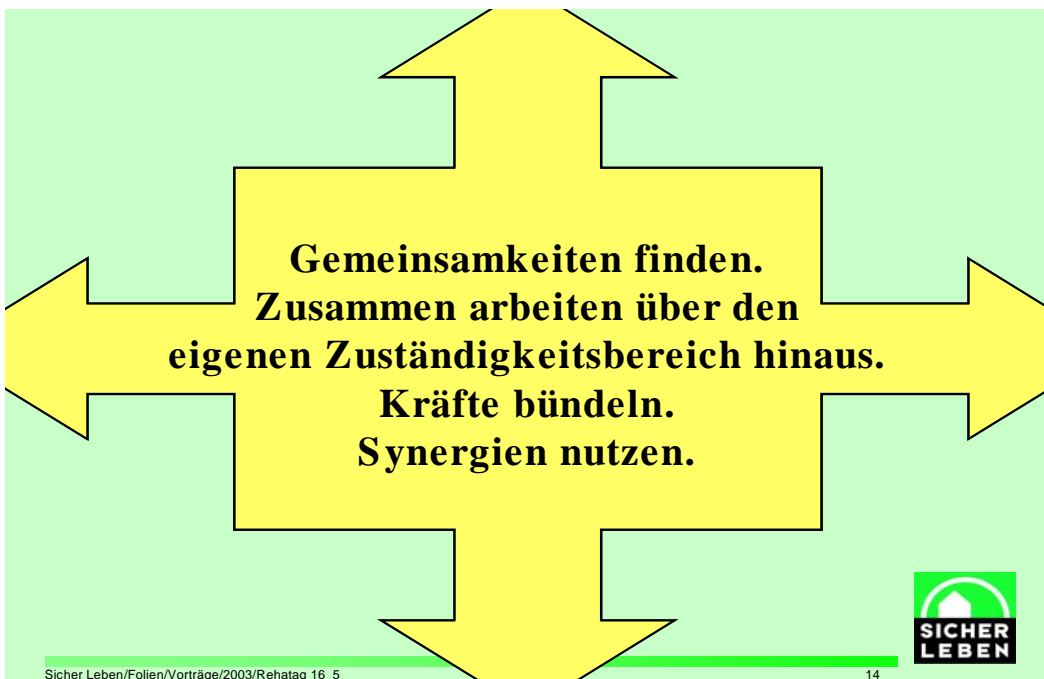 Gemeinsamkeiten finden.
Zusammen arbeiten über den
eigenen Zuständigkeitsbereich hinaus.
Kräfte bündeln.
Synergien nutzen.
SICHER
LEBEN
Sicher Leben/Folien/Vorträge/2003/Rehatag 16_5
14